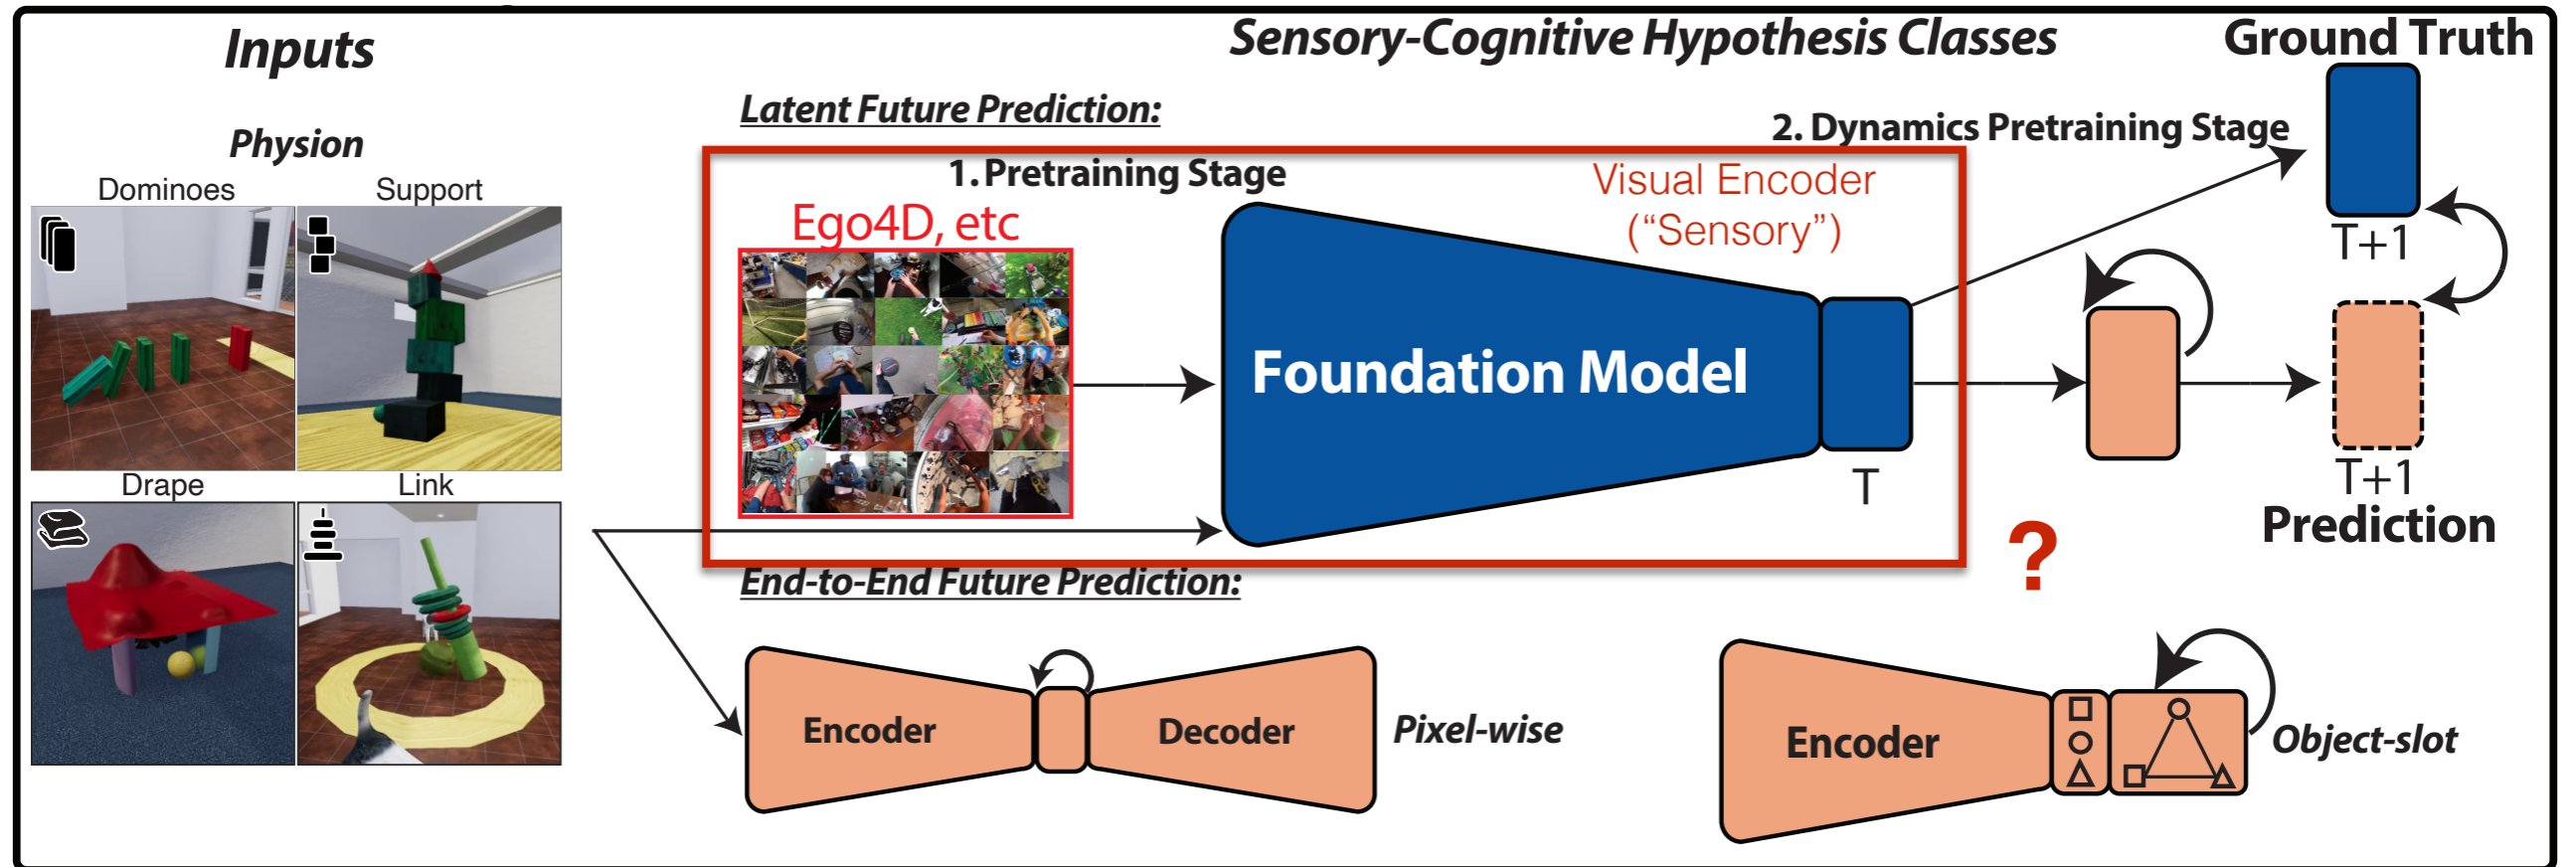 Inputs
Sensory-Cognitive Hypothesis Classes
Ground Truth
Physion
Dominoes
Support
Drape
Link
Latent Future Prediction:
2. Dynamics Pretraining Stage
1. Pretraining Stage
Ego4D, etc
Visual Encoder
(“Sensory”)
Foundation Model
T
T+1
T+1
Prediction
?
End-to-End Future Prediction:
Encoder
Decoder
Pixel-wise
Encoder
Object-slot